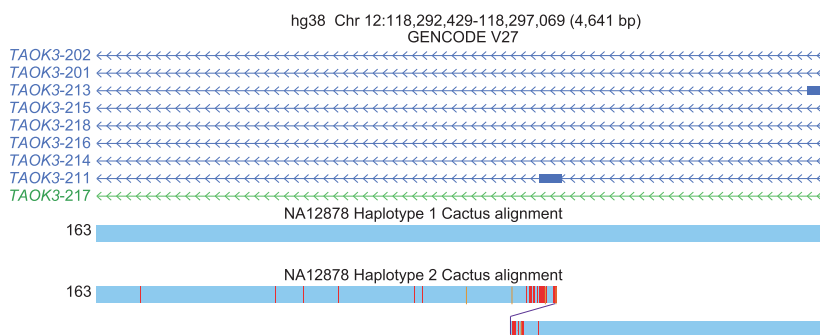 hg38 Chr 12:118,292,429-118,297,069 (4,641 bp)
GENCODE V27
TAOK3-202
TAOK3-201
TAOK3-213
TAOK3-215
TAOK3-218
TAOK3-216
TAOK3-214
TAOK3-211
TAOK3-217
NA12878 Haplotype 1 Cactus alignment
163
NA12878 Haplotype 2 Cactus alignment
163